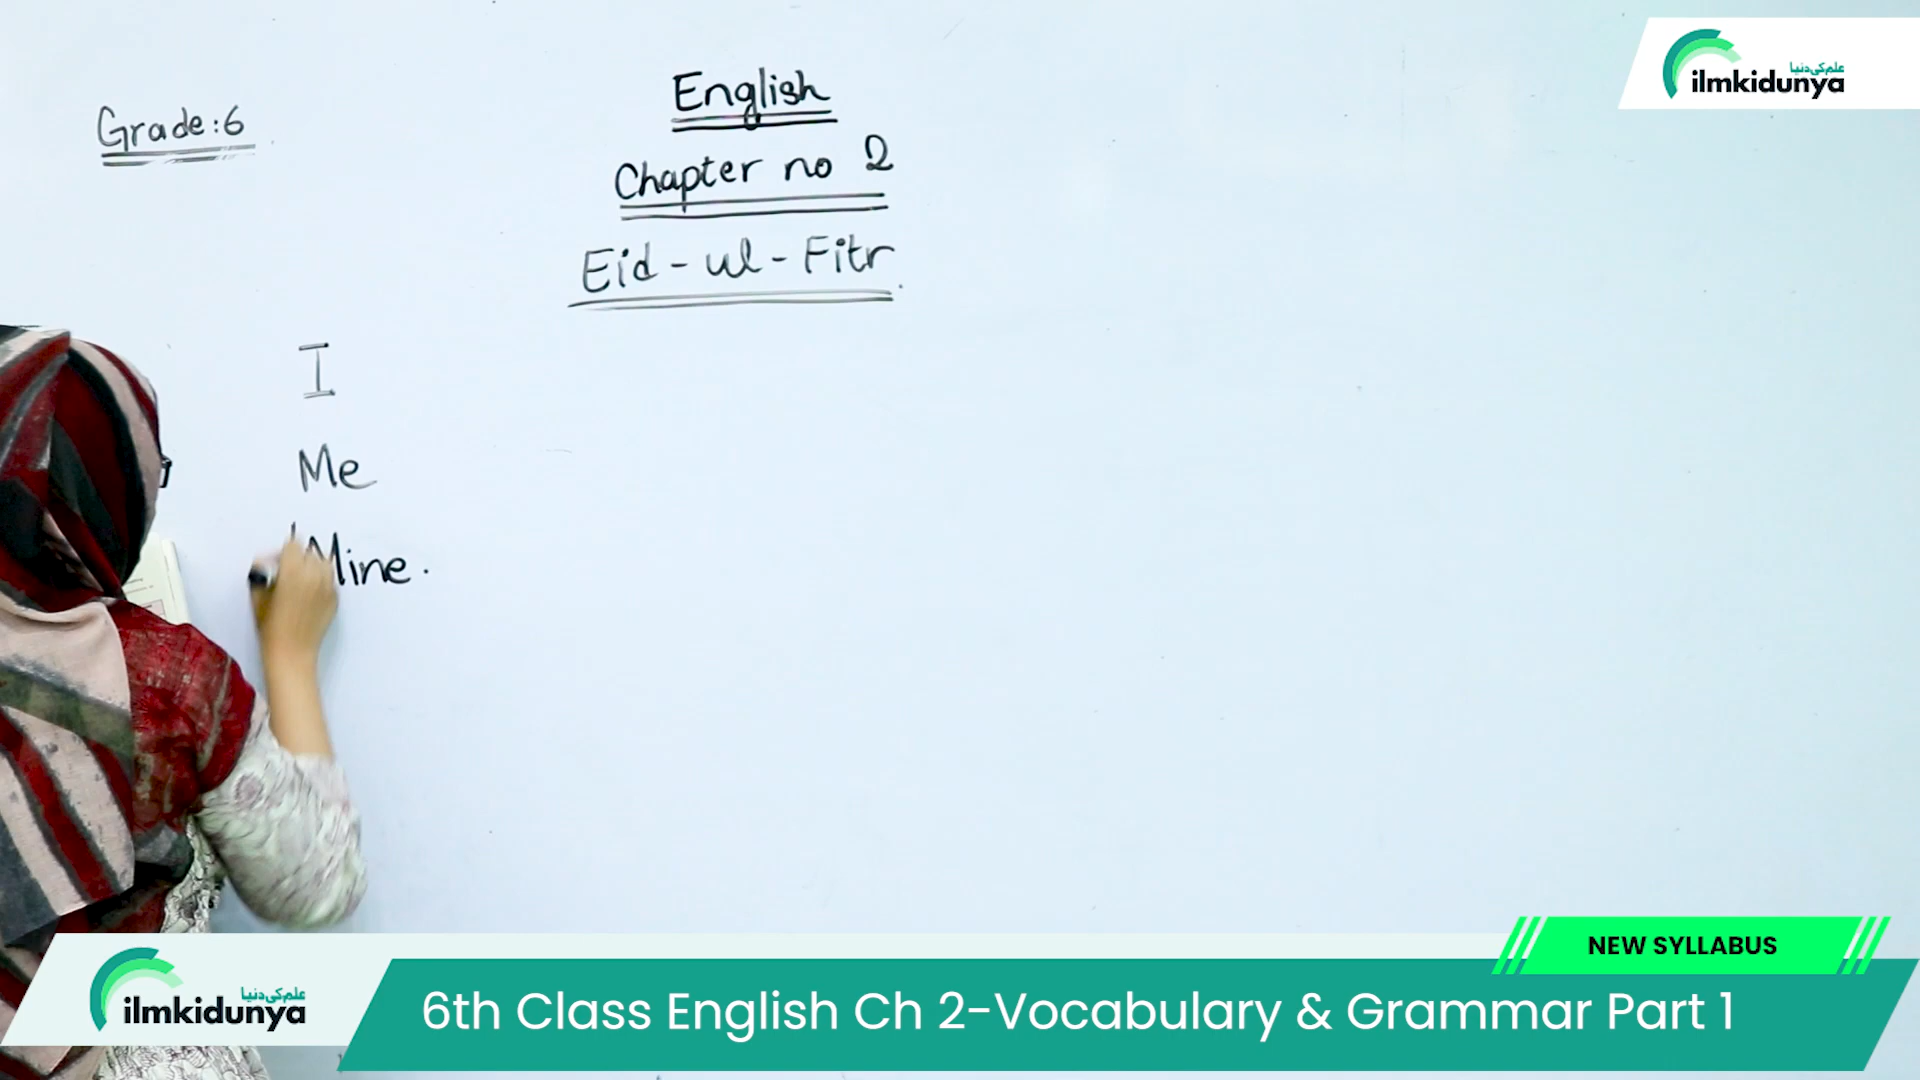 علم کی دنیا
ilmkidunya
English
Grade:6
Chapter no 2
Eid-ul-Fitr
I
Me
Mine.
NEW SYLLABUS
علم کی دنیا
ilmkidunya
6th Class English Ch 2-Vocabulary & Grammar Part 1